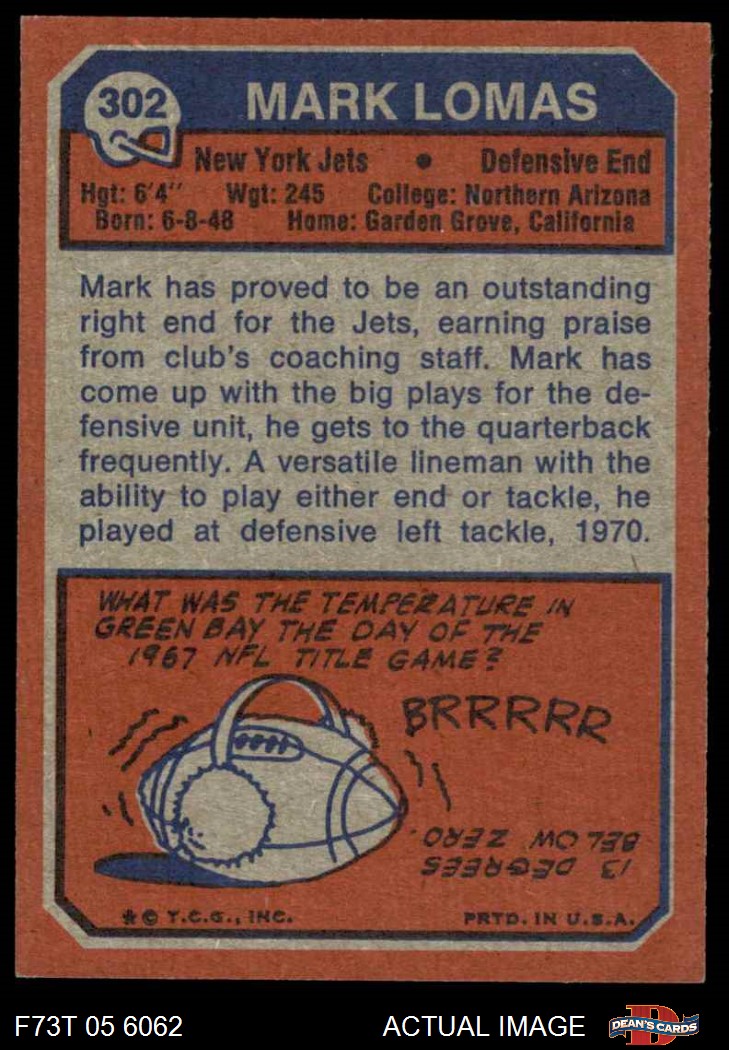 302
MARK LOMAS
New York Jets • Defensive End
Hgt: 6'4" Wgt: 245 College: Northern Arizona
Born: 6-8-48 Home: Garden Grove, California
Mark has proved to be an outstanding
right end for the Jets, earning praise
from club's coaching staff. Mark has
come up with the big plays for the de-
fensive unit, he gets to the quarterback
frequently. A versatile lineman with the
ability to play either end or tackle, he
played at defensive left tackle, 1970.
WHAT WAS THE TEMPERATURE IN
GREEN BAY THE DAY OF THE
1967 NFL TITLE GAME?
BRRRRR
13 DEGREES
BELOW ZERO.
*© T.C.G., INC. PRTD. IN U.S.A.
F73T 05 6062 ACTUAL IMAGE
D
DEAN'S CARDS